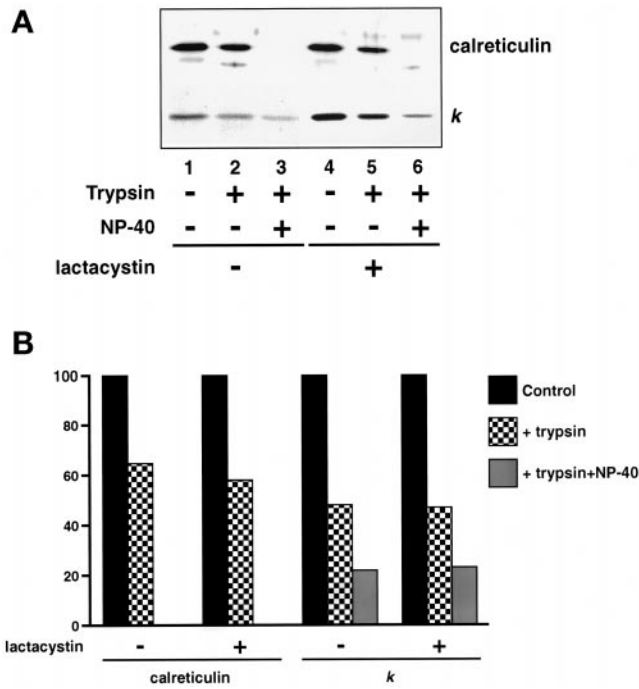 A
calreticulin
k
1 2 3 4 5 6
Trypsin - + + - + +
NP-40 - - + - - +
lactacystin - +
B
100
80
60
40
20
0
Control
+ trypsin
+ trypsin+NP-40
lactacystin - + - +
calreticulin k